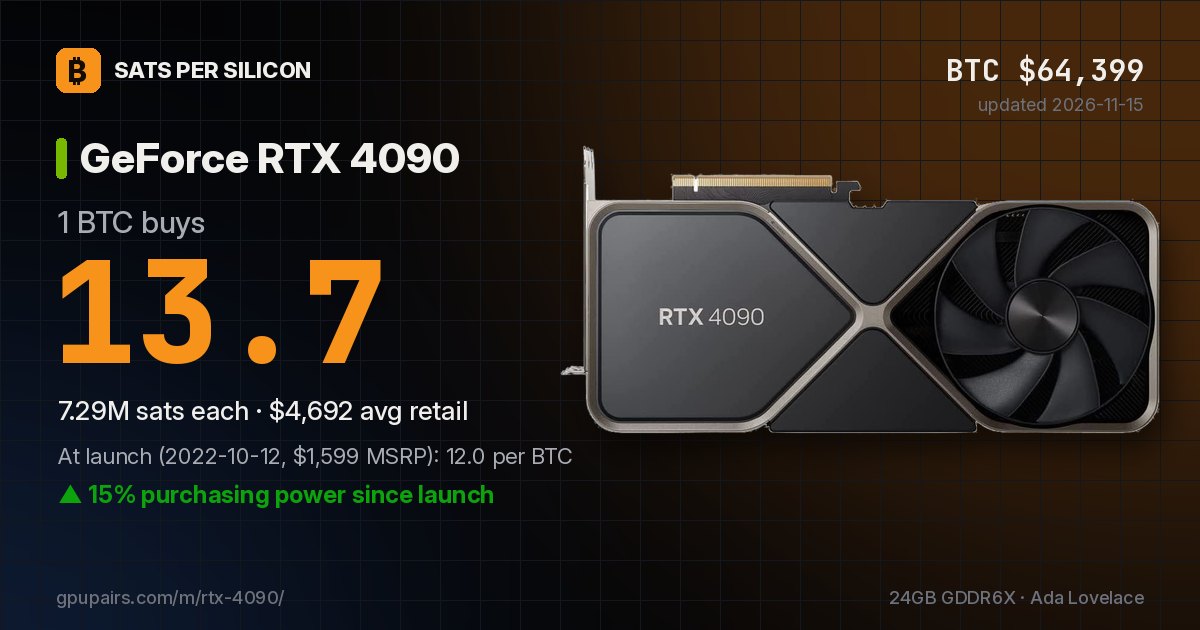 ₿ SATS PER SILICON
BTC $64,399
updated 2026-11-15
GeForce RTX 4090
1 BTC buys
13.7
RTX 4090
7.29M sats each · $4,692 avg retail
At launch (2022-10-12, $1,599 MSRP): 12.0 per BTC
▲ 15% purchasing power since launch
gpupairs.com/m/rtx-4090/
24GB GDDR6X · Ada Lovelace